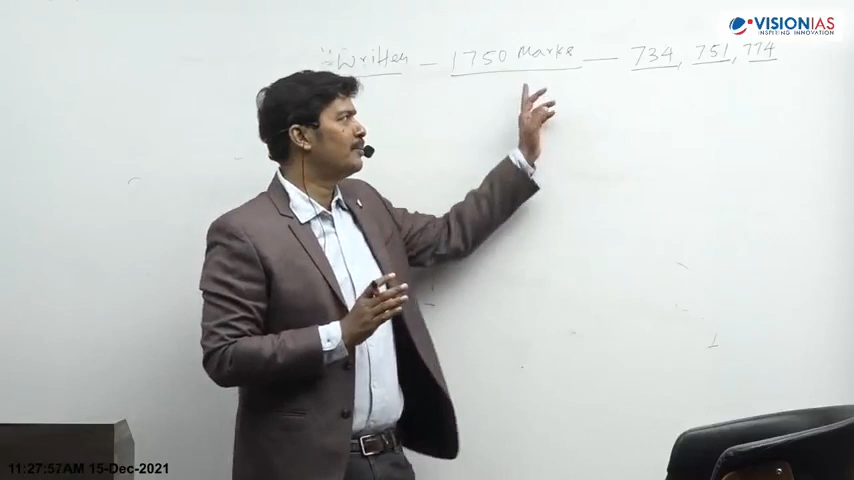 VISIONIAS
INSPIRING INNOVATION
Written — 1750 Marks — 734, 751, 774
11:27:57AM 15-Dec-2021